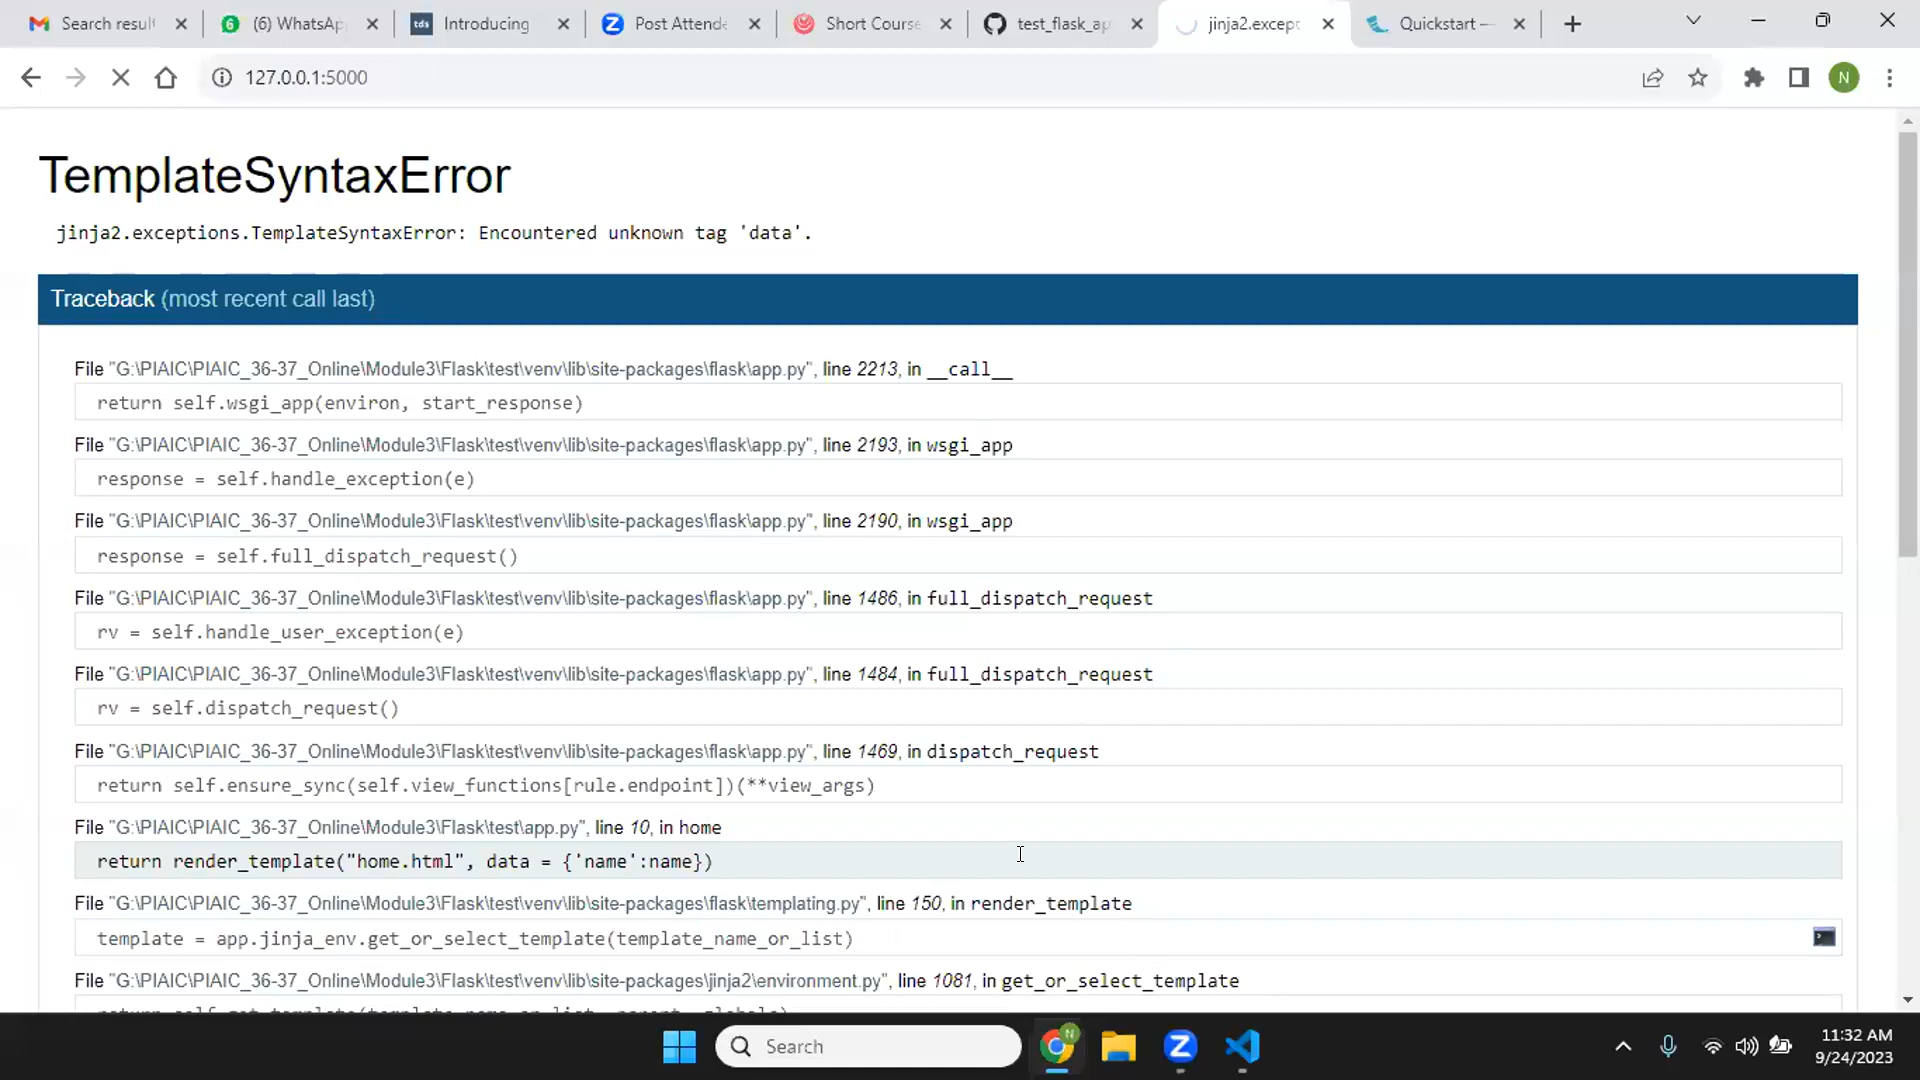 Search result
(6) WhatsAp
Introducing
Post Attende
Short Course
test_flask_ap
jinja2.except
Quickstart —
127.0.0.1:5000
N
TemplateSyntaxError
jinja2.exceptions.TemplateSyntaxError: Encountered unknown tag 'data'.
Traceback (most recent call last)
File "G:\PIAIC\PIAIC_36-37_Online\Module3\Flask\test\venv\lib\site-packages\flask\app.py", line 2213, in __call__
return self.wsgi_app(environ, start_response)
File "G:\PIAIC\PIAIC_36-37_Online\Module3\Flask\test\venv\lib\site-packages\flask\app.py", line 2193, in wsgi_app
response = self.handle_exception(e)
File "G:\PIAIC\PIAIC_36-37_Online\Module3\Flask\test\venv\lib\site-packages\flask\app.py", line 2190, in wsgi_app
response = self.full_dispatch_request()
File "G:\PIAIC\PIAIC_36-37_Online\Module3\Flask\test\venv\lib\site-packages\flask\app.py", line 1486, in full_dispatch_request
rv = self.handle_user_exception(e)
File "G:\PIAIC\PIAIC_36-37_Online\Module3\Flask\test\venv\lib\site-packages\flask\app.py", line 1484, in full_dispatch_request
rv = self.dispatch_request()
File "G:\PIAIC\PIAIC_36-37_Online\Module3\Flask\test\venv\lib\site-packages\flask\app.py", line 1469, in dispatch_request
return self.ensure_sync(self.view_functions[rule.endpoint])(**view_args)
File "G:\PIAIC\PIAIC_36-37_Online\Module3\Flask\test\app.py", line 10, in home
return render_template("home.html", data = {'name':name})
File "G:\PIAIC\PIAIC_36-37_Online\Module3\Flask\test\venv\lib\site-packages\flask\templating.py", line 150, in render_template
template = app.jinja_env.get_or_select_template(template_name_or_list)
File "G:\PIAIC\PIAIC_36-37_Online\Module3\Flask\test\venv\lib\site-packages\jinja2\environment.py", line 1081, in get_or_select_template
return self.get_template(template_name_or_list, parent, globals)
Search
11:32 AM
9/24/2023